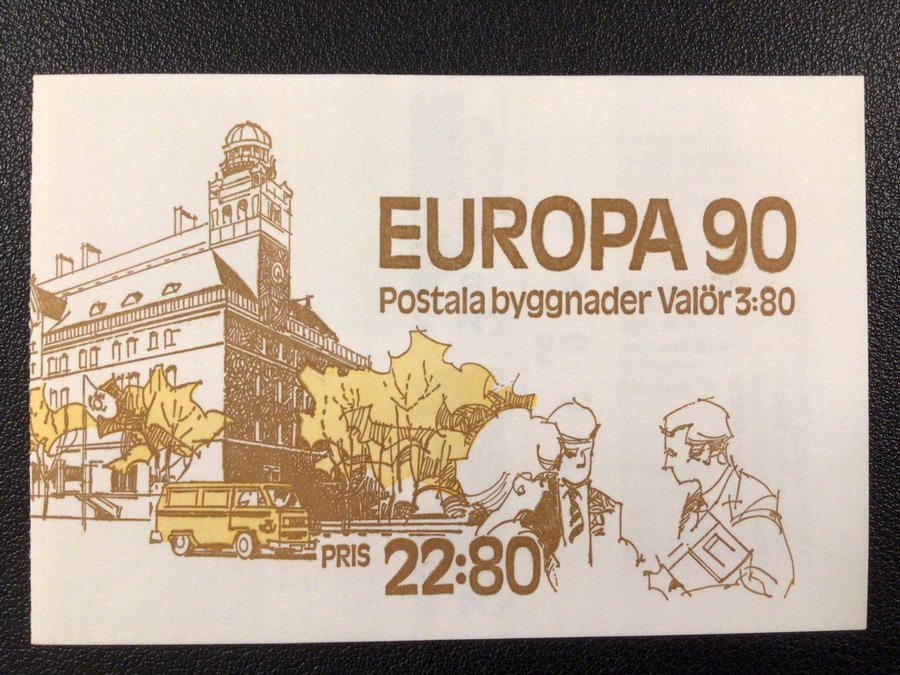 EUROPA 90
Postala byggnader Valör 3:80
PRIS 22:80